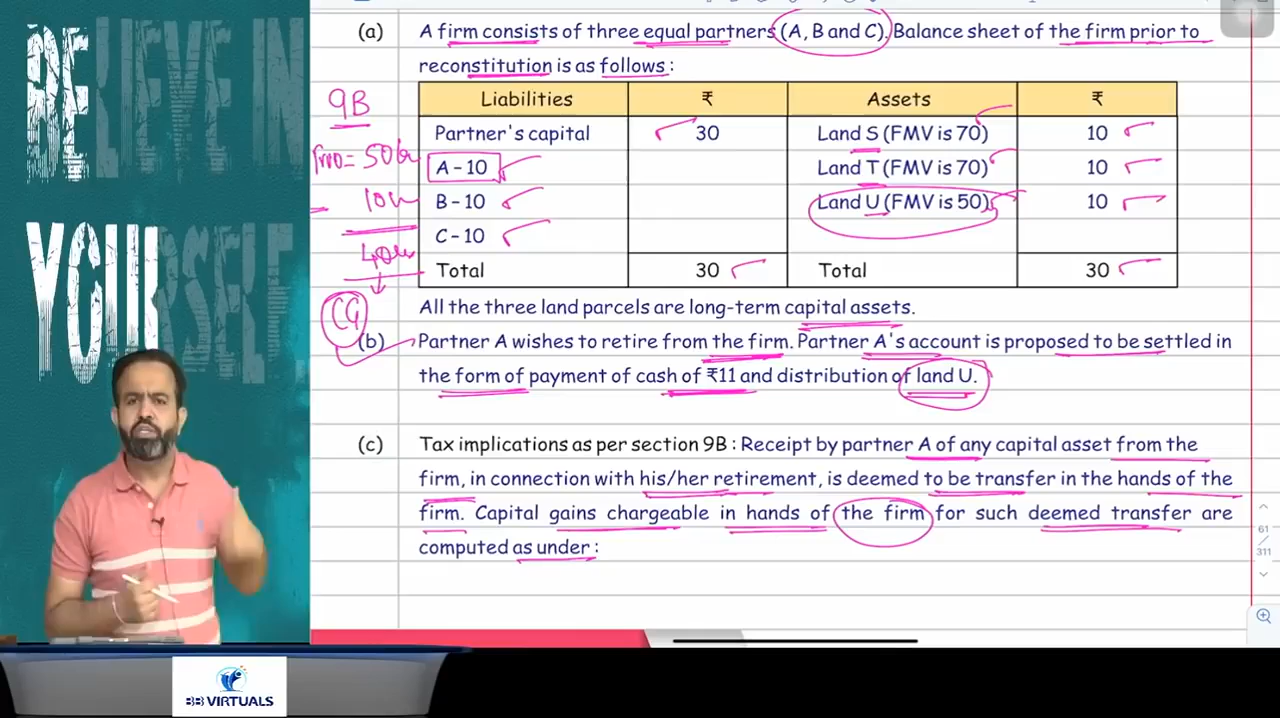 BELIEVE IN
YOURSELF
(a) A firm consists of three equal partners (A, B and C). Balance sheet of the firm prior to
reconstitution is as follows :
Liabilities ₹ Assets ₹
Partner's capital 30 Land S (FMV is 70) 10
A - 10 Land T (FMV is 70) 10
B - 10 Land U (FMV is 50) 10
C - 10
Total 30 Total 30
9B
= 50
CG
All the three land parcels are long-term capital assets.
(b) Partner A wishes to retire from the firm. Partner A's account is proposed to be settled in
the form of payment of cash of ₹11 and distribution of land U.
(c) Tax implications as per section 9B : Receipt by partner A of any capital asset from the
firm, in connection with his/her retirement, is deemed to be transfer in the hands of the
firm. Capital gains chargeable in hands of the firm for such deemed transfer are
computed as under :
61
311
BB VIRTUALS